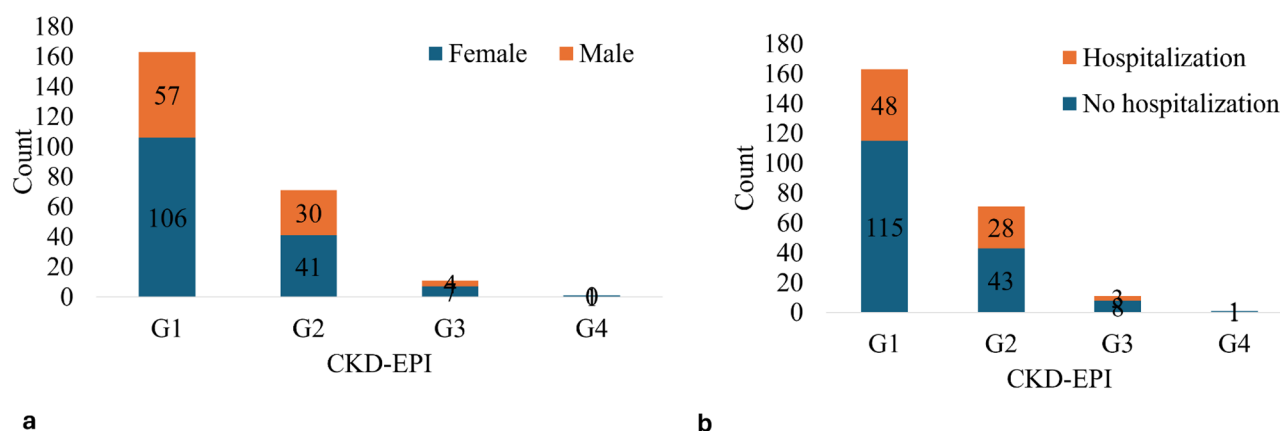 180
160
140
120
100
80
60
40
20
0
Count
Female
Male
57
106
30
41
4
7
0
1
G1
G2
G3
G4
CKD-EPI
a
180
160
140
120
100
80
60
40
20
0
Count
Hospitalization
No hospitalization
48
115
28
43
3
8
1
G1
G2
G3
G4
CKD-EPI
b